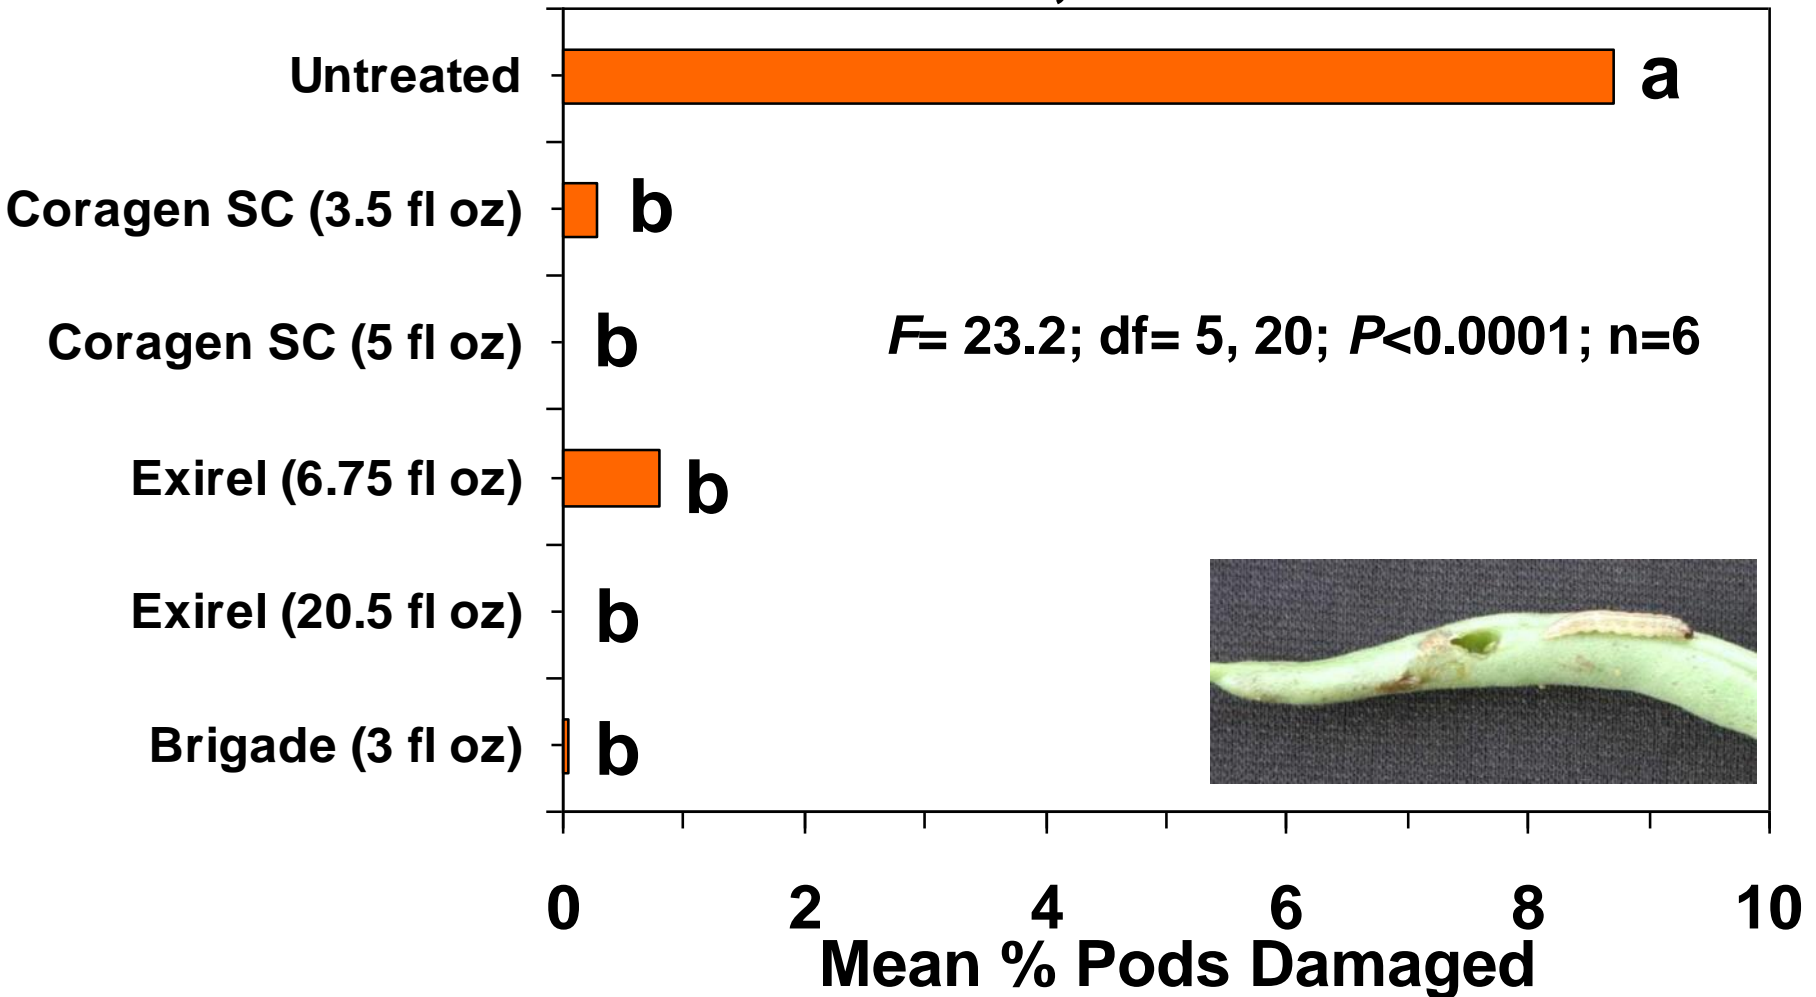 Untreated
a
Coragen SC (3.5 fl oz)
b
Coragen SC (5 fl oz)
b
F= 23.2; df= 5, 20; P<0.0001; n=6
Exirel (6.75 fl oz)
b
Exirel (20.5 fl oz)
b
Brigade (3 fl oz)
b
0 2 4 6 8 10
Mean % Pods Damaged